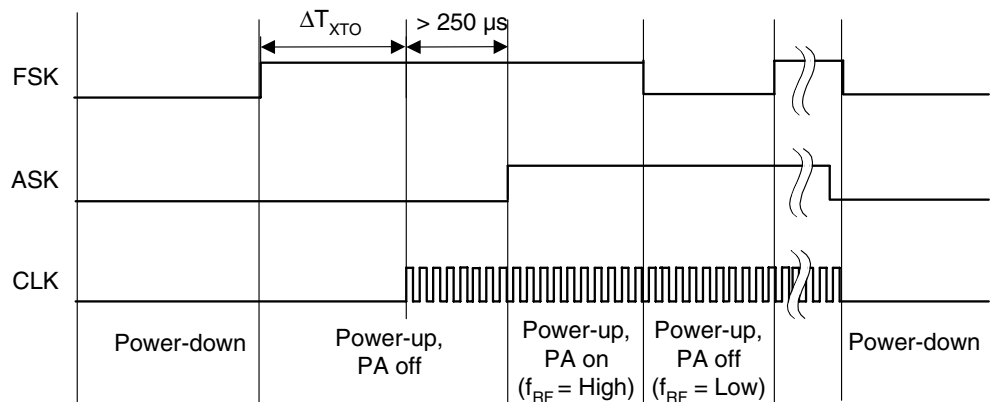 ΔT_XTO
> 250 µs
FSK
ASK
CLK
Power-down
Power-up,
PA off
Power-up,
PA on
(f_RF = High)
Power-up,
PA off
(f_RF = Low)
Power-down